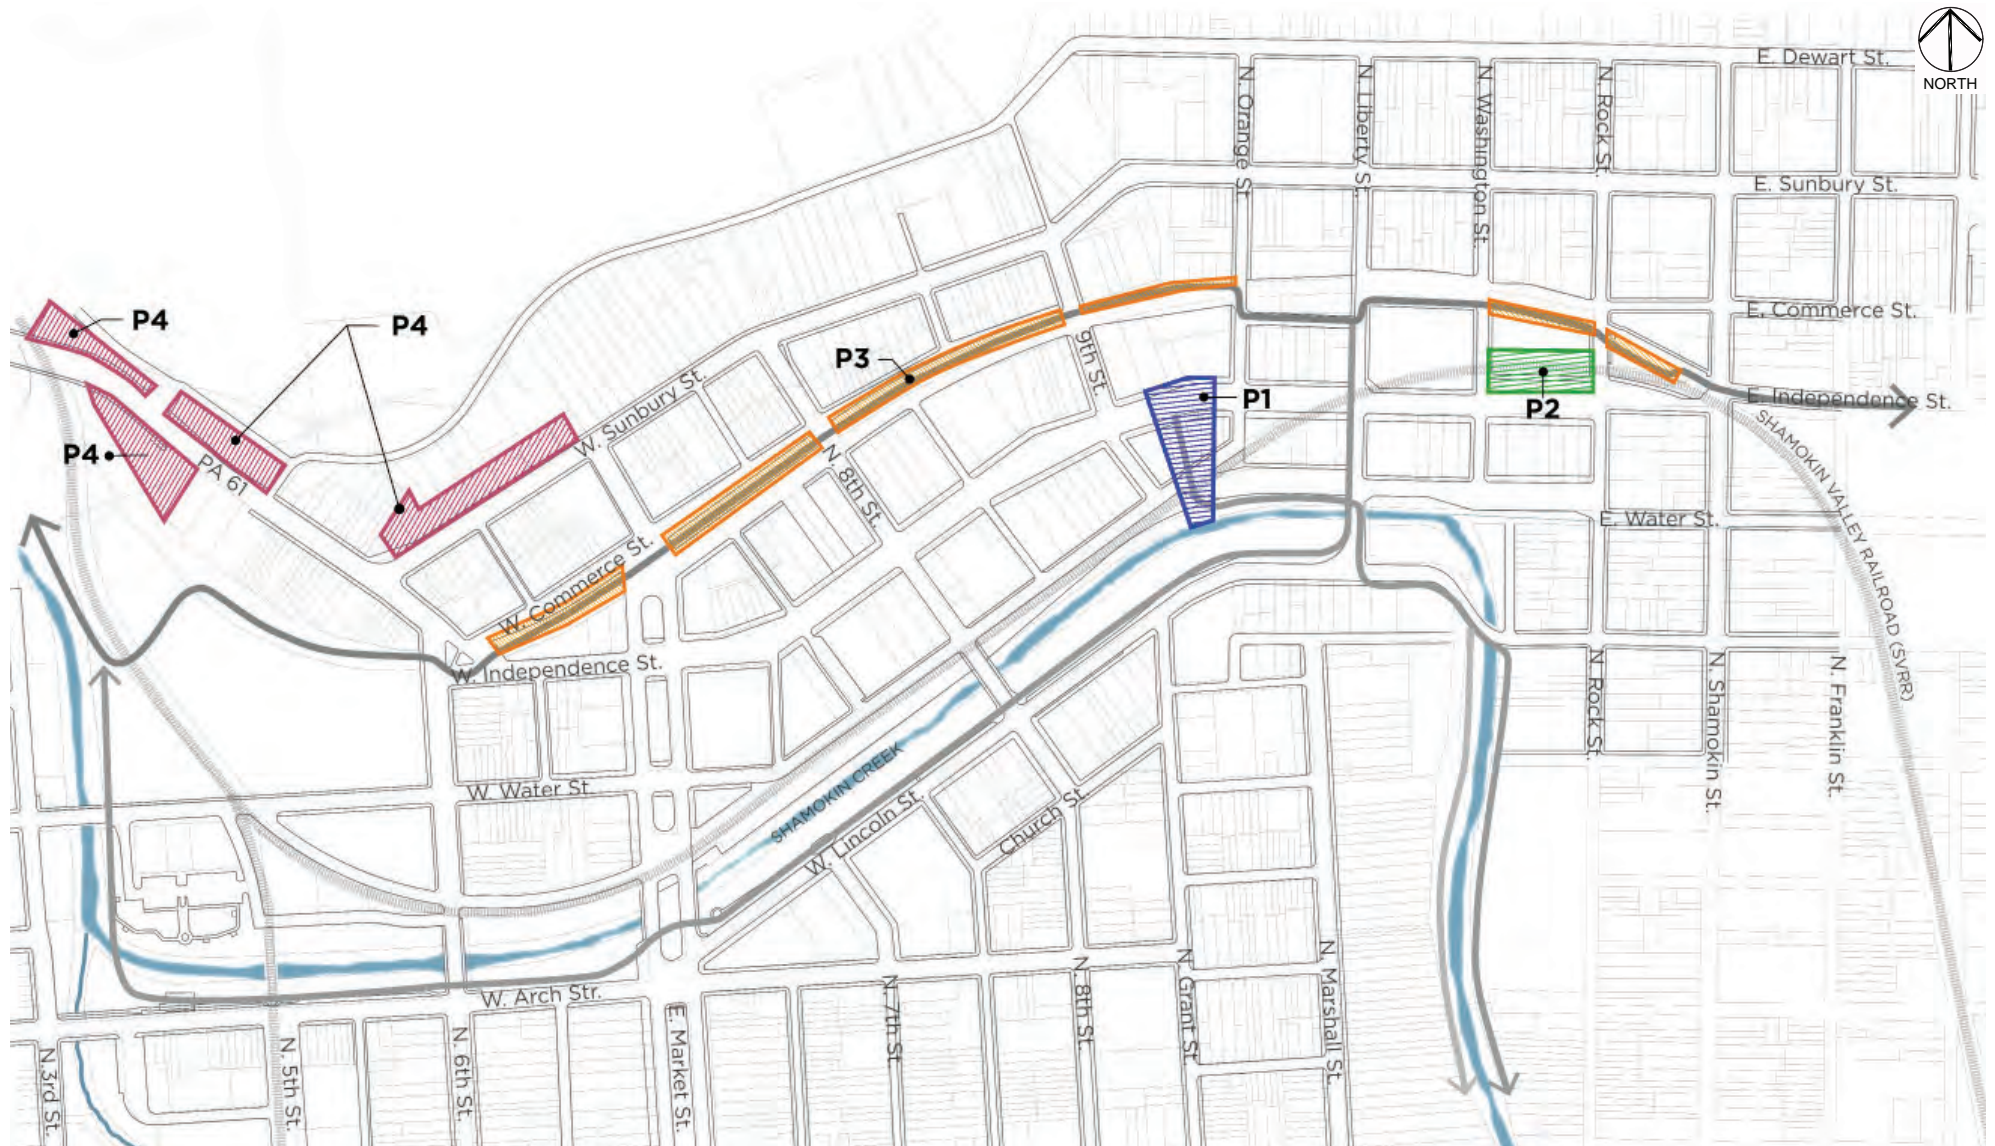 E. Dewart St.
NORTH
N. Orange St
N. Liberty St.
N. Washington St.
N. Rock St.
E. Sunbury St.
P4
P4
P3
9th St.
E. Commerce St.
W. Sunbury St.
P1
P2
E. Independence St.
P4
PA 61
N. 8th St.
SHAMOKIN VALLEY RAILROAD (SVRR)
E. Water St.
W. Commerce St.
W. Independence St.
N. Rock St.
N. Shamokin St.
N. Franklin St.
W. Water St.
SHAMOKIN CREEK
W. Lincoln St.
Church St.
W. Arch Str.
N.3rd St.
N. 5th St.
N. 6th St.
E. Market St.
N. 7th St.
N. 8th St.
N. Grant St.
N. Marshall St.